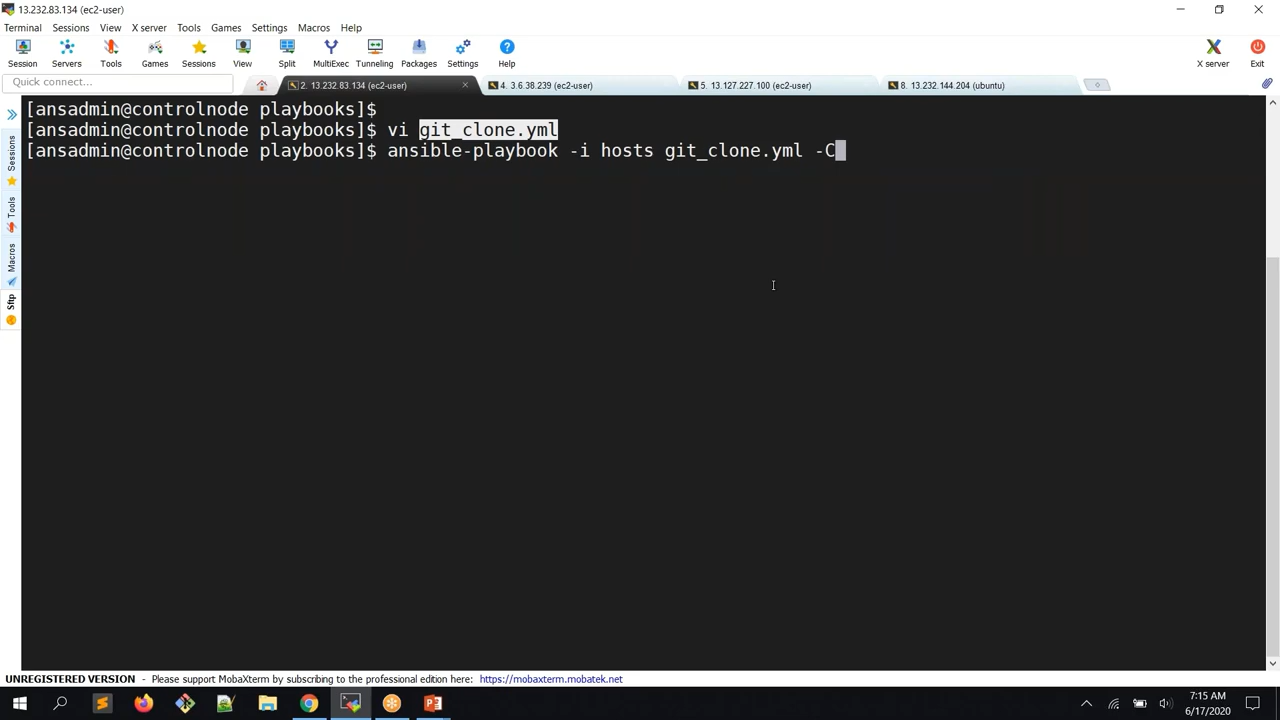 13.232.83.134 (ec2-user)
Terminal Sessions View X server Tools Games Settings Macros Help
Session Servers Tools Games Sessions View Split MultiExec Tunneling Packages Settings Help X server Exit
Quick connect...
2. 13.232.83.134 (ec2-user)
4. 3.6.38.239 (ec2-user)
5. 13.127.227.100 (ec2-user)
8. 13.232.144.204 (ubuntu)
[ansadmin@controlnode playbooks]$
[ansadmin@controlnode playbooks]$ vi git_clone.yml
[ansadmin@controlnode playbooks]$ ansible-playbook -i hosts git_clone.yml -C
Sessions
Tools
Macros
Sftp
UNREGISTERED VERSION - Please support MobaXterm by subscribing to the professional edition here: https://mobaxterm.mobatek.net
7:15 AM
6/17/2020